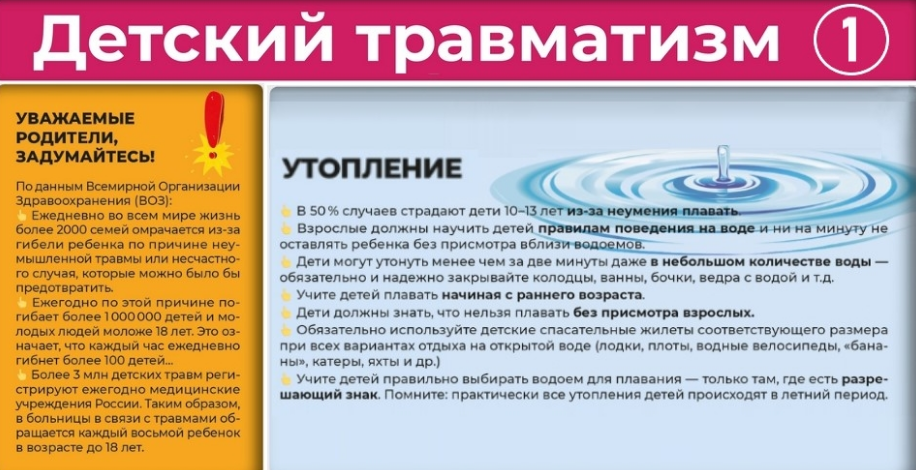 Детский травматизм 1
УВАЖАЕМЫЕ
РОДИТЕЛИ,
ЗАДУМАЙТЕСЬ!
По данным Всемирной Организации
Здравоохранения (ВОЗ):
Ежедневно во всем мире жизнь
более 2000 семей омрачается из-за
гибели ребенка по причине неу-
мышленной травмы или несчастно-
го случая, которые можно было бы
предотвратить.
Ежегодно по этой причине по-
гибает более 1 000 000 детей и мо-
лодых людей моложе 18 лет. Это оз-
начает, что каждый час ежедневно
гибнет более 100 детей...
Более 3 млн детских травм реги-
стрируют ежегодно медицинские
учреждения России. Таким образом,
в больницы в связи с травмами об-
ращается каждый восьмой ребенок
в возрасте до 18 лет.
УТОПЛЕНИЕ
В 50 % случаев страдают дети 10–13 лет из-за неумения плавать.
Взрослые должны научить детей правилам поведения на воде и ни на минуту не
оставлять ребенка без присмотра вблизи водоемов.
Дети могут утонуть менее чем за две минуты даже в небольшом количестве воды —
обязательно и надежно закрывайте колодцы, ванны, бочки, ведра с водой и т.д.
Учите детей плавать начиная с раннего возраста.
Дети должны знать, что нельзя плавать без присмотра взрослых.
Обязательно используйте детские спасательные жилеты соответствующего размера
при всех вариантах отдыха на открытой воде (лодки, плоты, водные велосипеды, «бана-
ны», катеры, яхты и др.)
Учите детей правильно выбирать водоем для плавания — только там, где есть разре-
шающий знак. Помните: практически все утопления детей происходят в летний период.